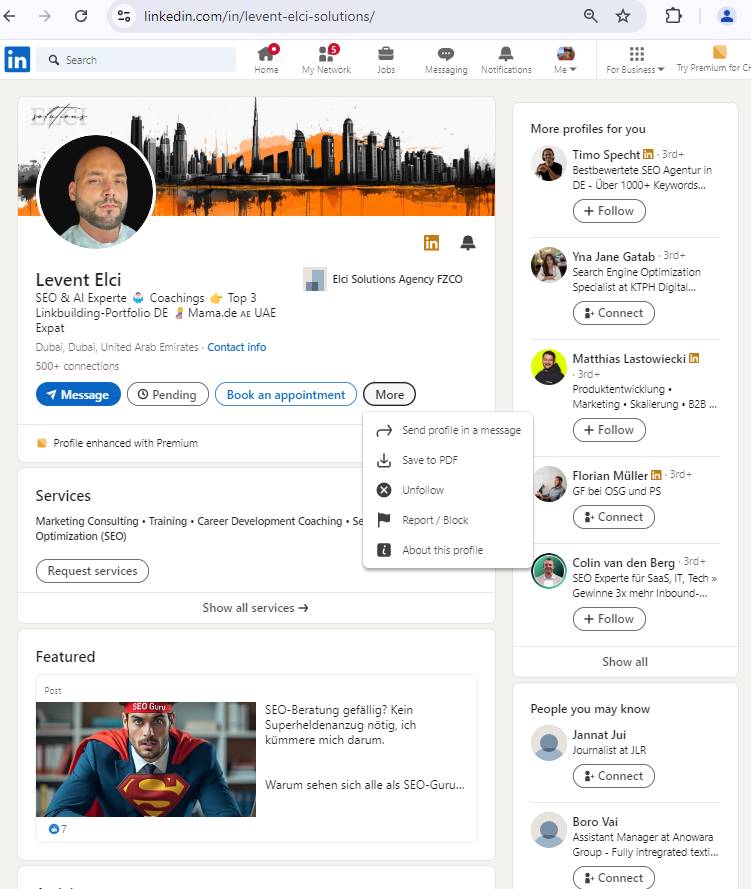 linkedin.com/in/levent-elci-solutions/
in
Search
Home
5
My Network
Jobs
Messaging
Notifications
Me
For Business
Try Premium for Ch
ELCI
solutions
in
Levent Elci
Elci Solutions Agency FZCO
SEO & AI Experte 🧁 Coachings 👉 Top 3
Linkbuilding-Portfolio DE 🤱 Mama.de ᴀᴇ UAE
Expat
Dubai, Dubai, United Arab Emirates · Contact info
500+ connections
Message
Pending
Book an appointment
More
Send profile in a message
Save to PDF
Unfollow
Report / Block
About this profile
Profile enhanced with Premium
Services
Marketing Consulting • Training • Career Development Coaching • Se
Optimization (SEO)
Request services
Show all services →
Featured
Post
SEO Guru
SEO-Beratung gefällig? Kein
Superheldenanzug nötig, ich
kümmere mich darum.
Warum sehen sich alle als SEO-Guru...
7
More profiles for you
Timo Specht in · 3rd+
Bestbewertete SEO Agentur in
DE - Über 1000+ Keywords...
+ Follow
Yna Jane Gatab · 3rd+
Search Engine Optimization
Specialist at KTPH Digital...
Connect
Matthias Lastowiecki in
· 3rd+
Produktentwicklung •
Marketing • Skalierung • B2B ...
+ Follow
Florian Müller in · 3rd+
GF bei OSG und PS
Connect
Colin van den Berg · 3rd+
SEO Experte für SaaS, IT, Tech »
Gewinne 3x mehr Inbound-...
+ Follow
Show all
People you may know
Jannat Jui
Journalist at JLR
Connect
Boro Vai
Assistant Manager at Anowara
Group - Fully intregrated texti...
Connect